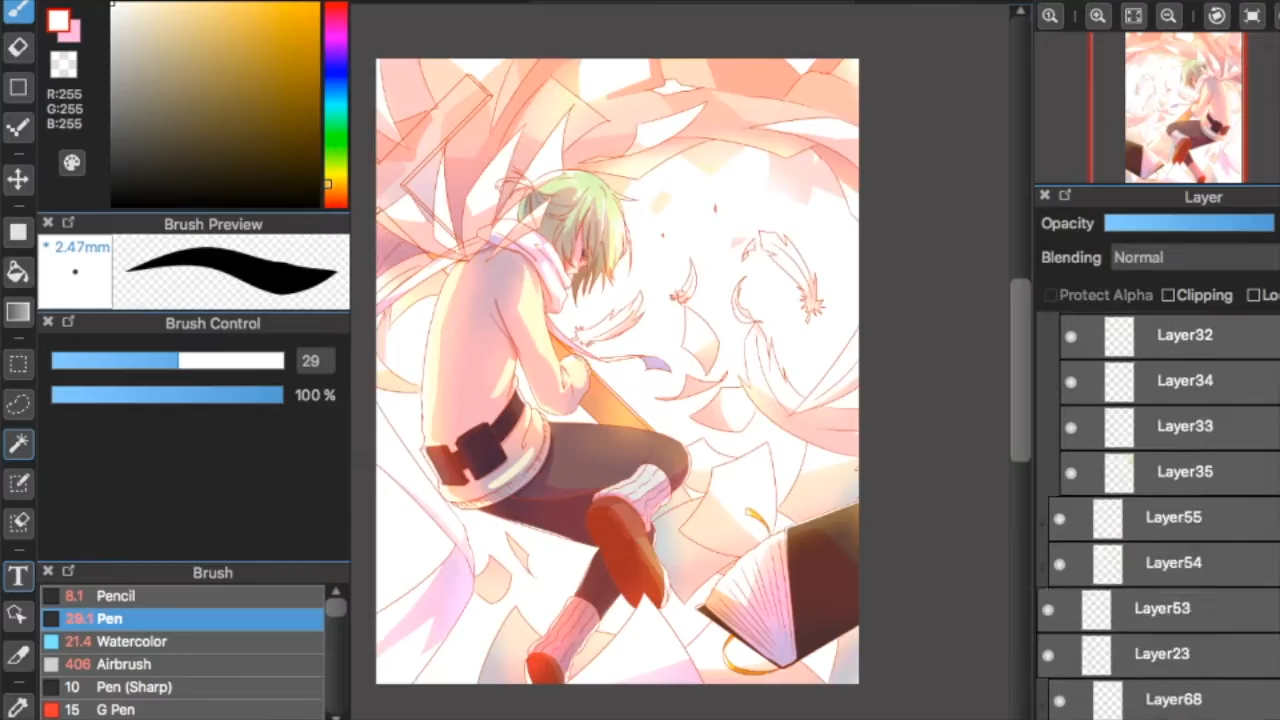 R:255
G:255
B:255
Brush Preview
* 2.47mm
Brush Control
29
100 %
Brush
8.1 Pencil
29.1 Pen
21.4 Watercolor
406 Airbrush
10 Pen (Sharp)
15 G Pen
T
Layer
Opacity
Blending Normal
Protect Alpha Clipping Lo
Layer32
Layer34
Layer33
Layer35
Layer55
Layer54
Layer53
Layer23
Layer68